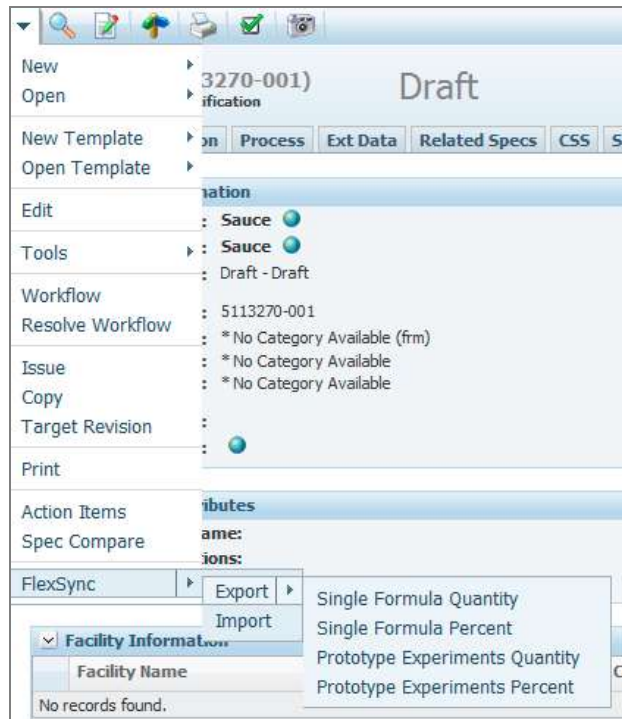 New
Open
3270-001)
Draft
ification
New Template
Open Template
on Process Ext Data Related Specs CSS S
Edit
nation
: Sauce
: Sauce
Tools
: Draft - Draft
Workflow
: 5113270-001
Resolve Workflow
: * No Category Available (frm)
: * No Category Available
: * No Category Available
Issue
Copy
Target Revision
:
:
Print
Action Items
Spec Compare
ributes
ame:
tions:
FlexSync
Export
Import
Single Formula Quantity
Single Formula Percent
Prototype Experiments Quantity
Prototype Experiments Percent
Facility Information
Facility Name
C
No records found.